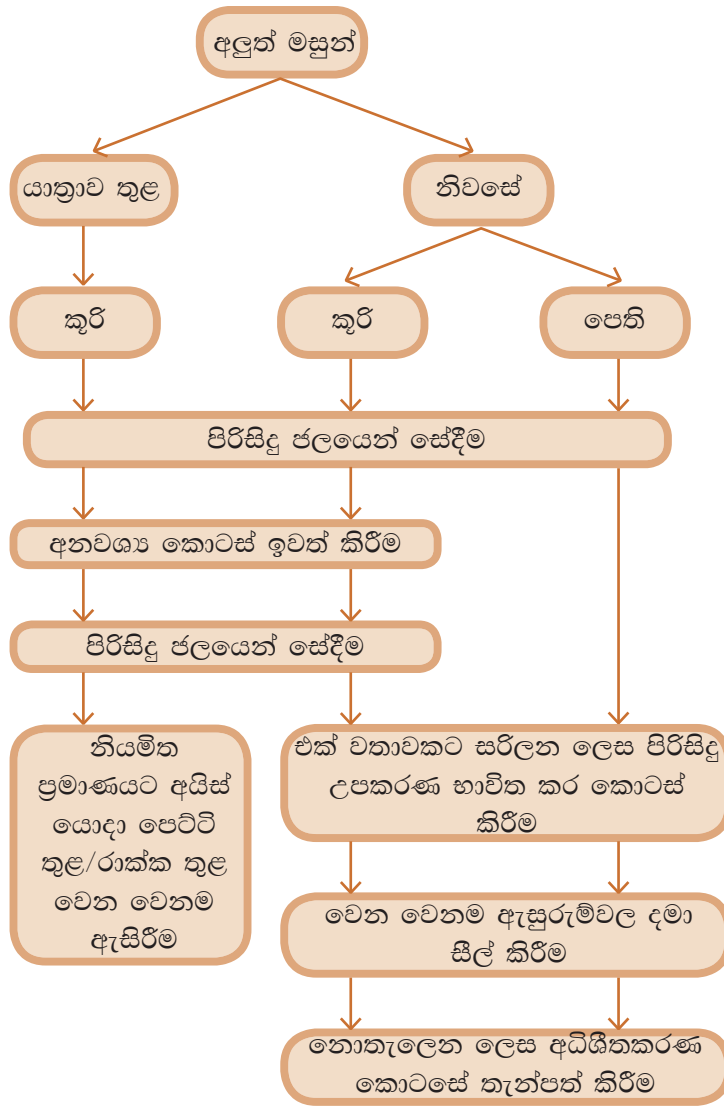 අලුත් මසුන්
යාත්‍රාව තුළ
නිවසේ
කූරි
කූරි
පෙති
පිරිසිදු ජලයෙන් සේදීම
අනවශ්‍ය කොටස් ඉවත් කිරීම
පිරිසිදු ජලයෙන් සේදීම
නියමිත
ප්‍රමාණයට අයිස්
යොදා පෙට්ටි
තුළ/රාක්ක තුළ
වෙන වෙනම
ඇසිරීම
එක් වතාවකට සරිලන ලෙස පිරිසිදු
උපකරණ භාවිත කර කොටස්
කිරීම
වෙන වෙනම ඇසුරුම්වල දමා
සීල් කිරීම
නොතැලෙන ලෙස අධිශීතකරණ
කොටසේ තැන්පත් කිරීම